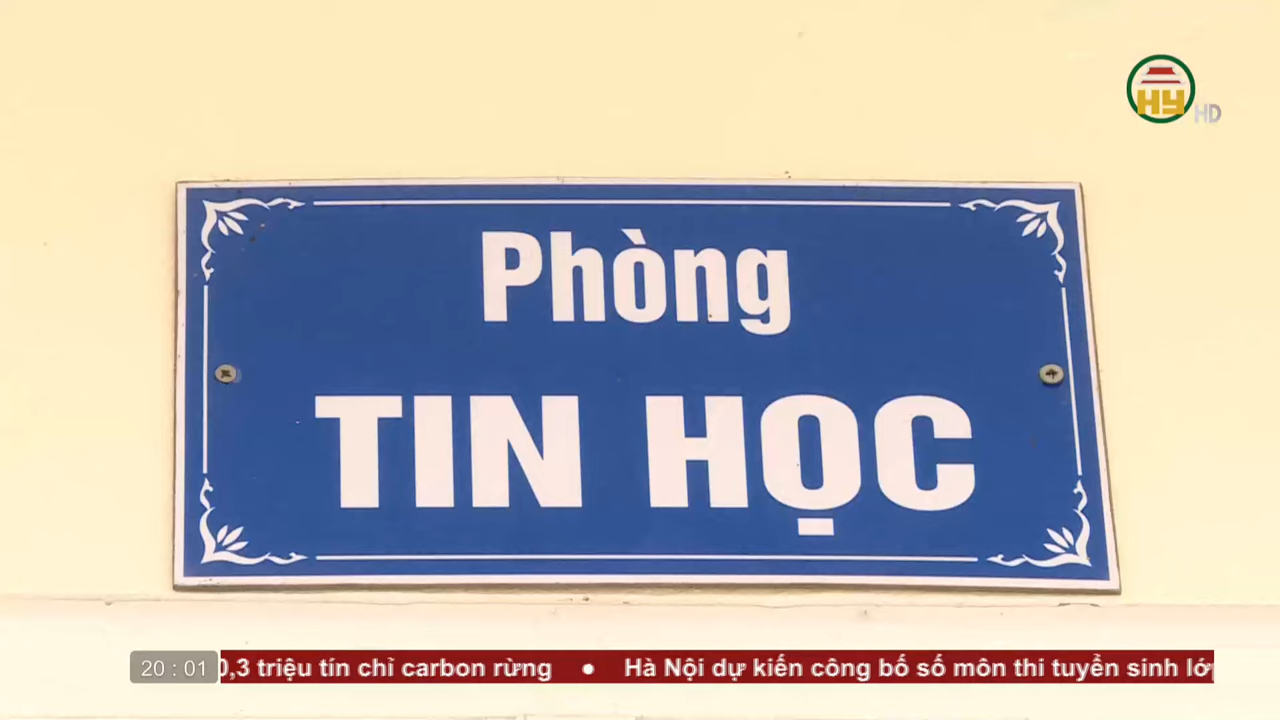 HY HD
Phòng
TIN HỌC
20 : 01
0,3 triệu tín chỉ carbon rừng • Hà Nội dự kiến công bố số môn thi tuyển sinh lớp